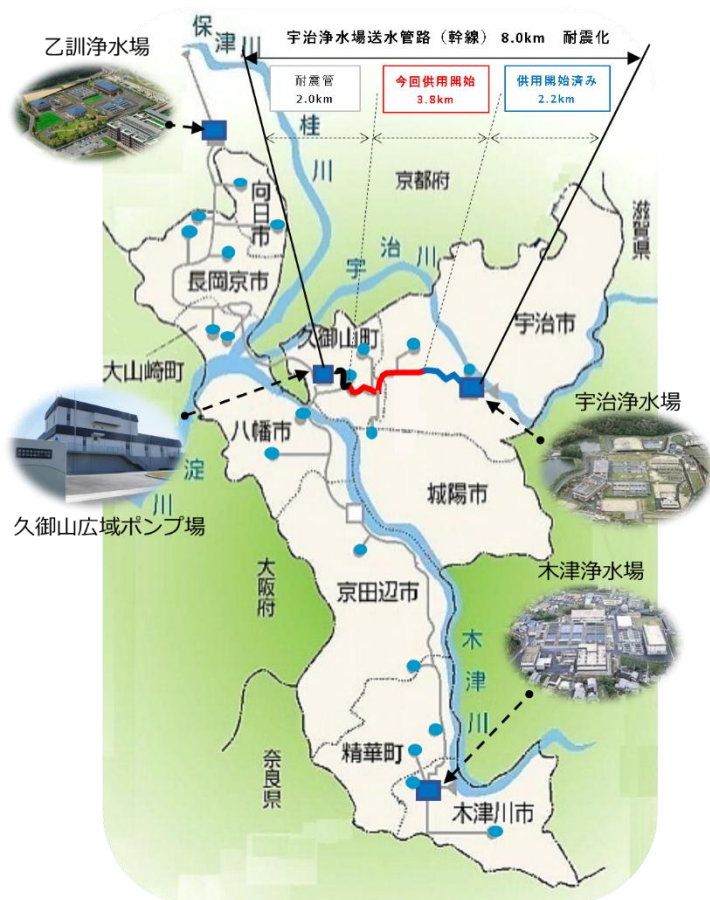 乙訓浄水場
保津川
宇治浄水場送水管路（幹線）8.0km 耐震化
耐震管
2.0km
今回供用開始
3.8km
供用開始済み
2.2km
桂川
京都府
滋賀県
向日市
長岡京市
宇治川
宇治市
久御山町
大山崎町
宇治浄水場
八幡市
淀川
城陽市
久御山広域ポンプ場
大阪府
木津浄水場
京田辺市
木津川
奈良県
精華町
木津川市